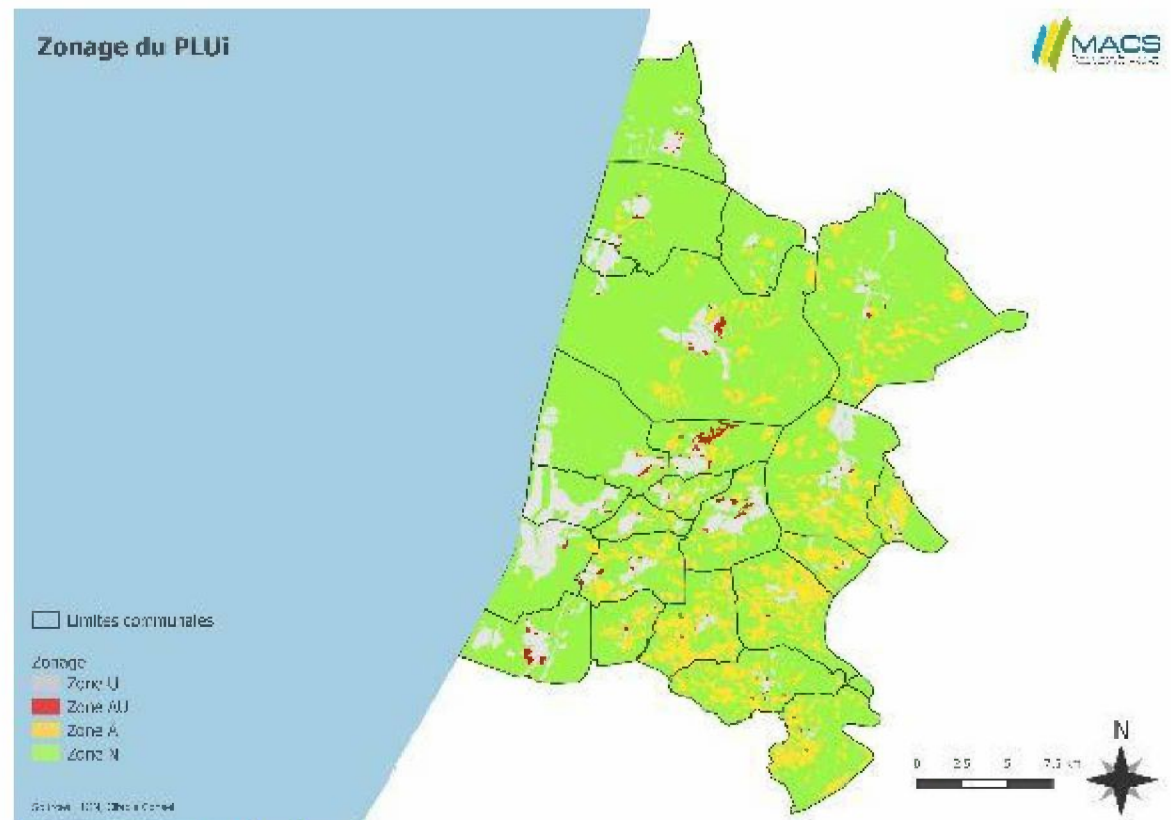 Zonage du PLUi
MACS
Limites communales
Zonage
Zone U
Zone AU
Zone A
Zone N
N
0 2.5 5 7.5 km